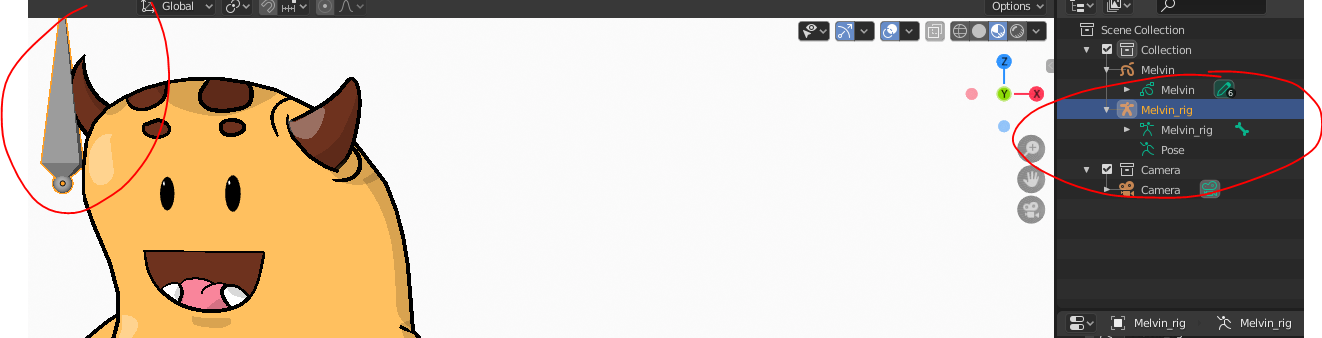 Global
Options
Scene Collection
Collection
Melvin
Melvin
6
Melvin_rig
Melvin_rig
Pose
Camera
Camera
Z
Y
X
Melvin_rig
Melvin_rig